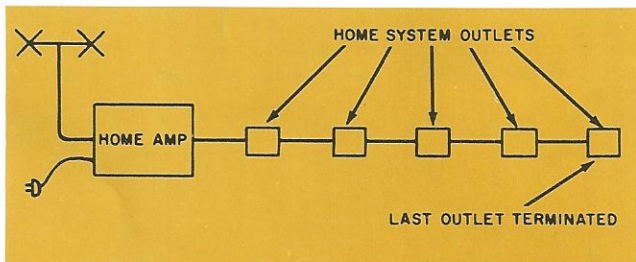 HOME SYSTEM OUTLETS
HOME AMP
LAST OUTLET TERMINATED